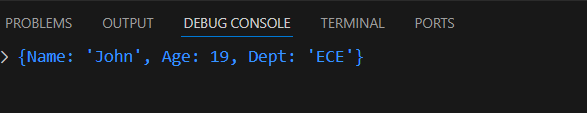 PROBLEMS OUTPUT DEBUG CONSOLE TERMINAL PORTS
{Name: 'John', Age: 19, Dept: 'ECE'}